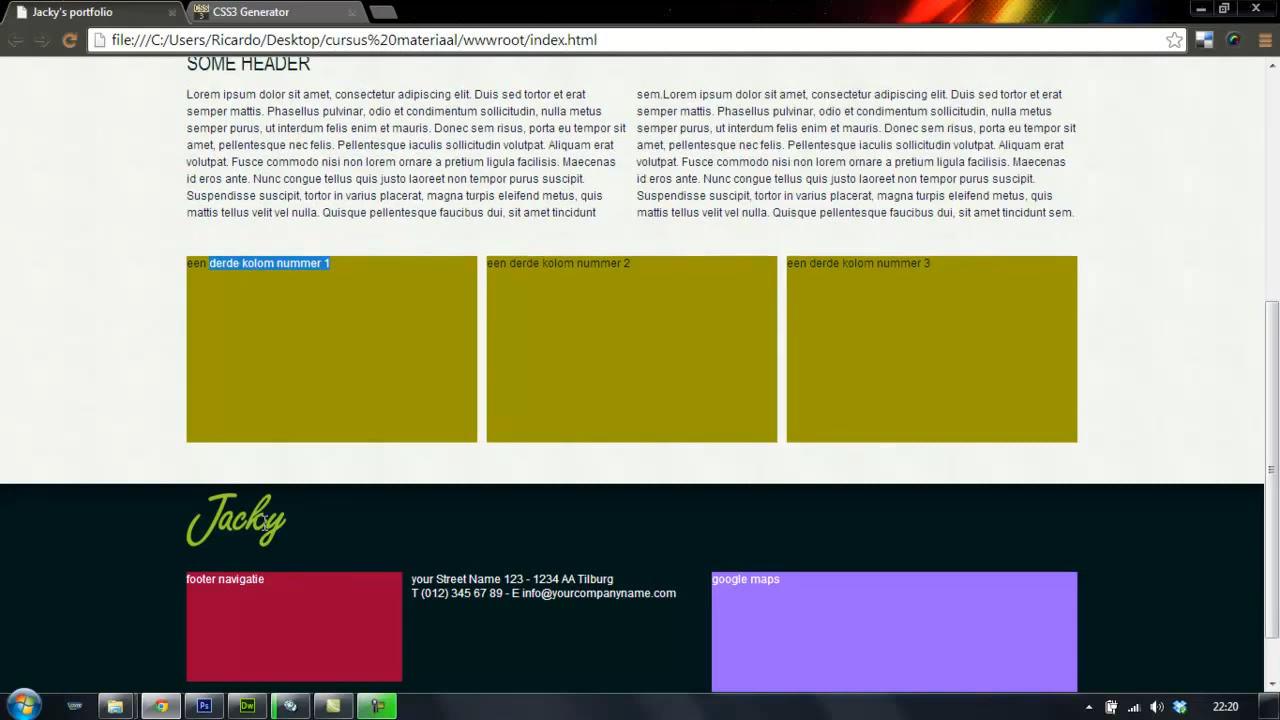 Jacky's portfolio
CSS3 Generator
file:///C:/Users/Ricardo/Desktop/cursus%20materiaal/wwwroot/index.html
SOME HEADER
Lorem ipsum dolor sit amet, consectetur adipiscing elit. Duis sed tortor et erat
semper mattis. Phasellus pulvinar, odio et condimentum sollicitudin, nulla metus
semper purus, ut interdum felis enim et mauris. Donec sem risus, porta eu tempor sit
amet, pellentesque nec felis. Pellentesque iaculis sollicitudin volutpat. Aliquam erat
volutpat. Fusce commodo nisi non lorem ornare a pretium ligula facilisis. Maecenas
id eros ante. Nunc congue tellus quis justo laoreet non tempor purus suscipit.
Suspendisse suscipit, tortor in varius placerat, magna turpis eleifend metus, quis
mattis tellus velit vel nulla. Quisque pellentesque faucibus dui, sit amet tincidunt
sem.Lorem ipsum dolor sit amet, consectetur adipiscing elit. Duis sed tortor et erat
semper mattis. Phasellus pulvinar, odio et condimentum sollicitudin, nulla metus
semper purus, ut interdum felis enim et mauris. Donec sem risus, porta eu tempor sit
amet, pellentesque nec felis. Pellentesque iaculis sollicitudin volutpat. Aliquam erat
volutpat. Fusce commodo nisi non lorem ornare a pretium ligula facilisis. Maecenas
id eros ante. Nunc congue tellus quis justo laoreet non tempor purus suscipit.
Suspendisse suscipit, tortor in varius placerat, magna turpis eleifend metus, quis
mattis tellus velit vel nulla. Quisque pellentesque faucibus dui, sit amet tincidunt sem.
een derde kolom nummer 1
een derde kolom nummer 2
een derde kolom nummer 3
Jacky
footer navigatie
your Street Name 123 - 1234 AA Tilburg
T (012) 345 67 89 - E info@yourcompanyname.com
google maps
Ps
Dw
22:20